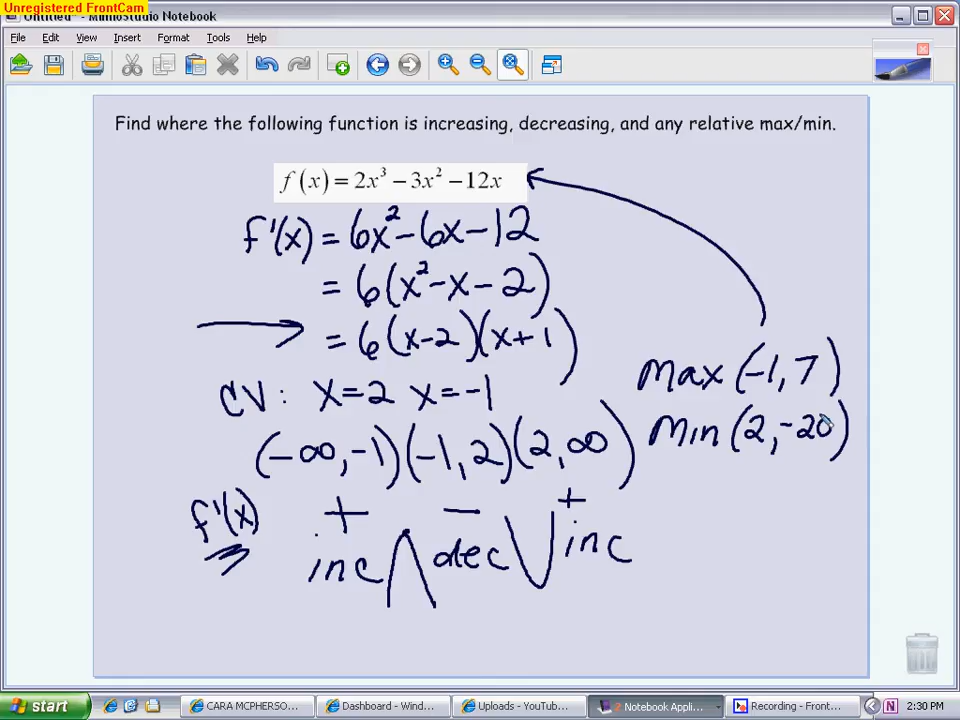 Unregistered FrontCam
Untitled* - MimioStudio Notebook
File Edit View Insert Format Tools Help
Find where the following function is increasing, decreasing, and any relative max/min.
f(x) = 2x³ − 3x² − 12x
f'(x) = 6x² − 6x − 12
= 6(x² − x − 2)
= 6(x−2)(x+1)
CV: x=2 x=−1
max (−1, 7)
min (2, −20)
(−∞, −1) (−1, 2) (2, ∞)
f'(x) + − +
inc dec inc
start CARA MCPHERSO... Dashboard - Wind... Uploads - YouTub... 2 Notebook Appli... Recording - Front... N 2:30 PM